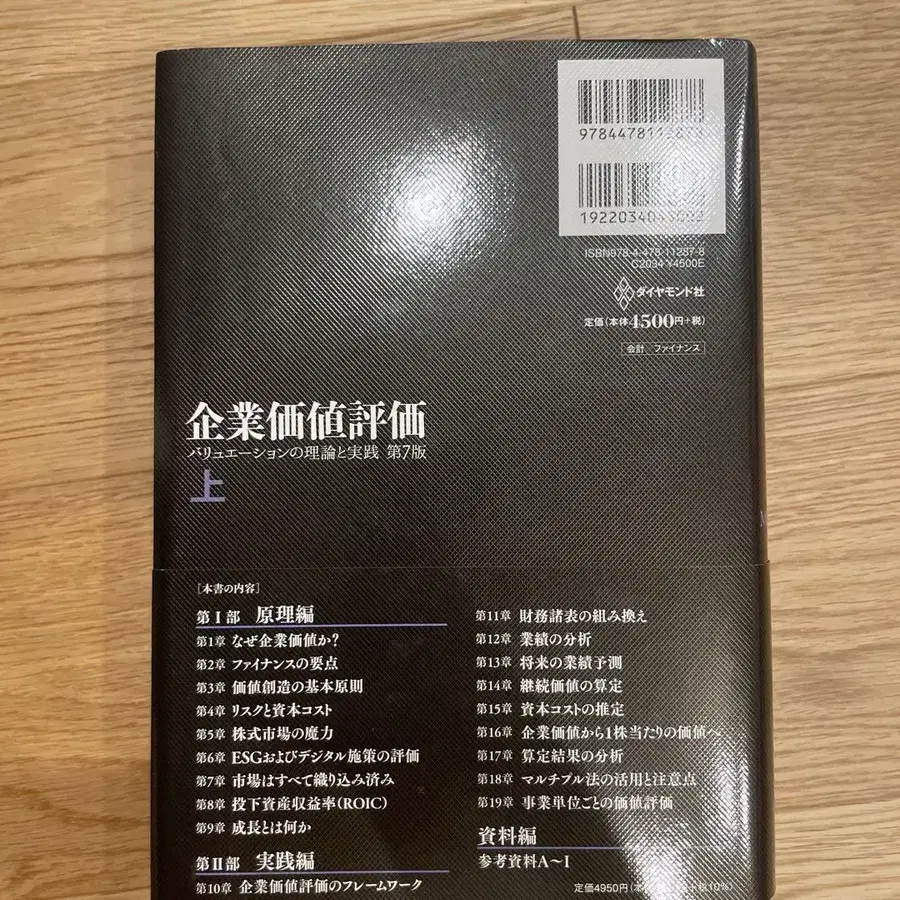 ISBN978-4-478-11287-8
C2034 ¥4500E
ダイヤモンド社
定価(本体4500円+税)
会計 ファイナンス
企業価値評価
バリュエーションの理論と実践 第7版
上
[本書の内容]
第Ⅰ部 原理編
第1章 なぜ企業価値か?
第2章 ファイナンスの要点
第3章 価値創造の基本原則
第4章 リスクと資本コスト
第5章 株式市場の魔力
第6章 ESGおよびデジタル施策の評価
第7章 市場はすべて織り込み済み
第8章 投下資産収益率(ROIC)
第9章 成長とは何か
第Ⅱ部 実践編
第10章 企業価値評価のフレームワーク
第11章 財務諸表の組み換え
第12章 業績の分析
第13章 将来の業績予測
第14章 継続価値の算定
第15章 資本コストの推定
第16章 企業価値から1株当たりの価値へ
第17章 算定結果の分析
第18章 マルチプル法の活用と注意点
第19章 事業単位ごとの価値評価
資料編
参考資料A〜I
定価4950円